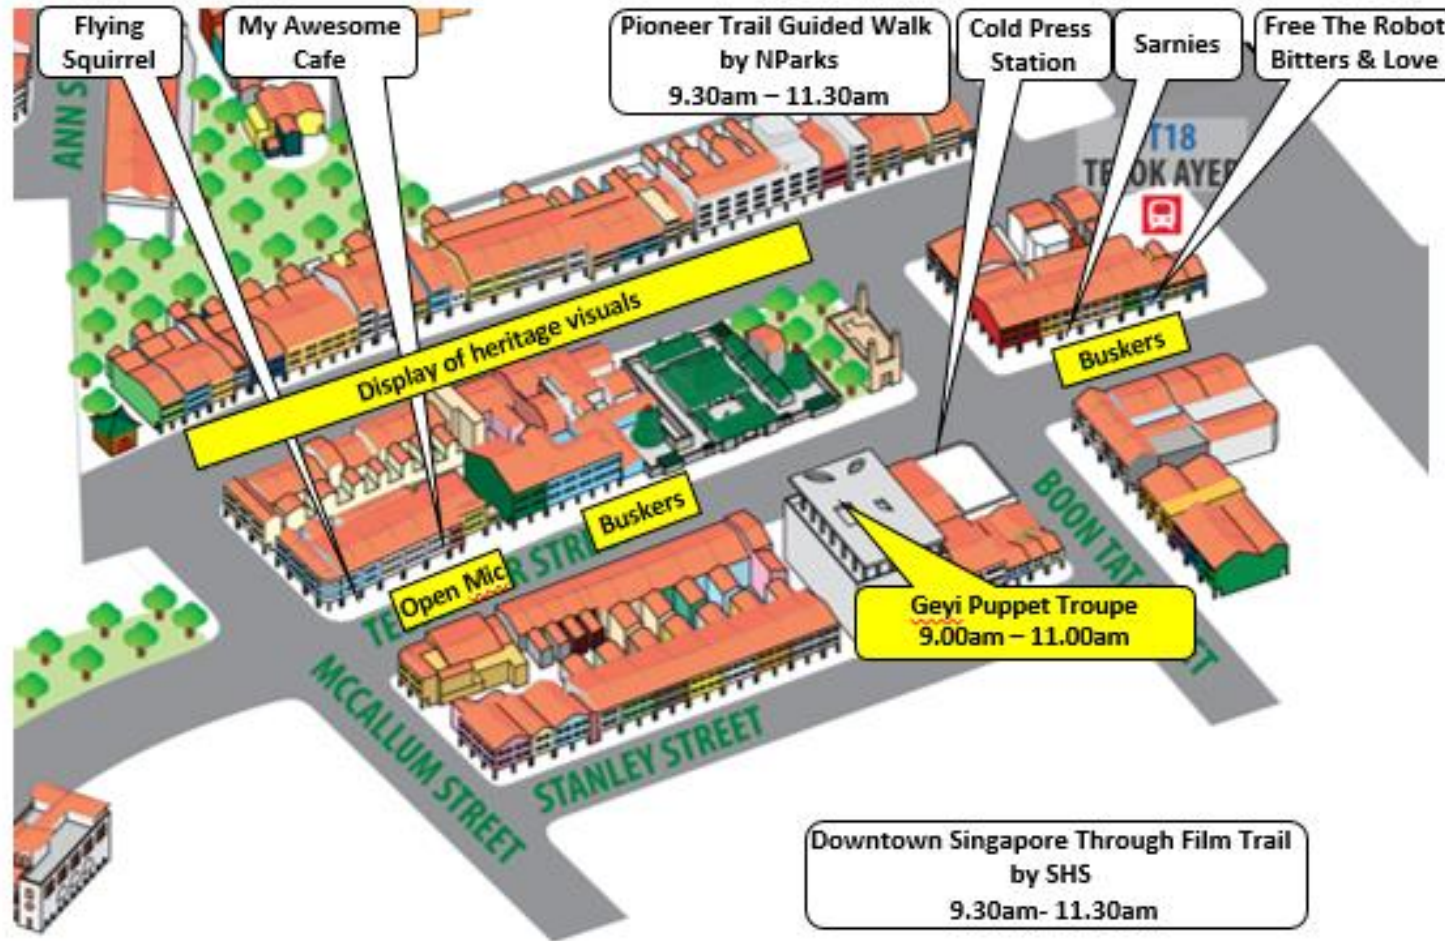 Flying
Squirrel
My Awesome
Cafe
Pioneer Trail Guided Walk
by NParks
9.30am – 11.30am
Cold Press
Station
Sarnies
Free The Robot
Bitters & Love
ANN S
T18
Display of heritage visuals
Buskers
Buskers
Open Mic
BOON TAT
Geyi Puppet Troupe
9.00am – 11.00am
MCCALLUM STREET
STANLEY STREET
Downtown Singapore Through Film Trail
by SHS
9.30am- 11.30am